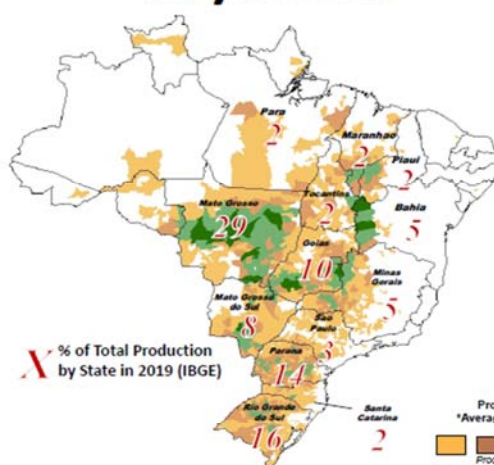 Para
2
Maranhao
2
Piaui
2
Mato Grosso
29
Tocantins
2
Bahia
5
Goias
10
Minas
Gerais
5
Mato Grosso
do Sul
8
Sao
Paulo
3
X % of Total Production
by State in 2019 (IBGE)
Parana
14
Rio Grande
do Sul
16
Santa
Catarina
2